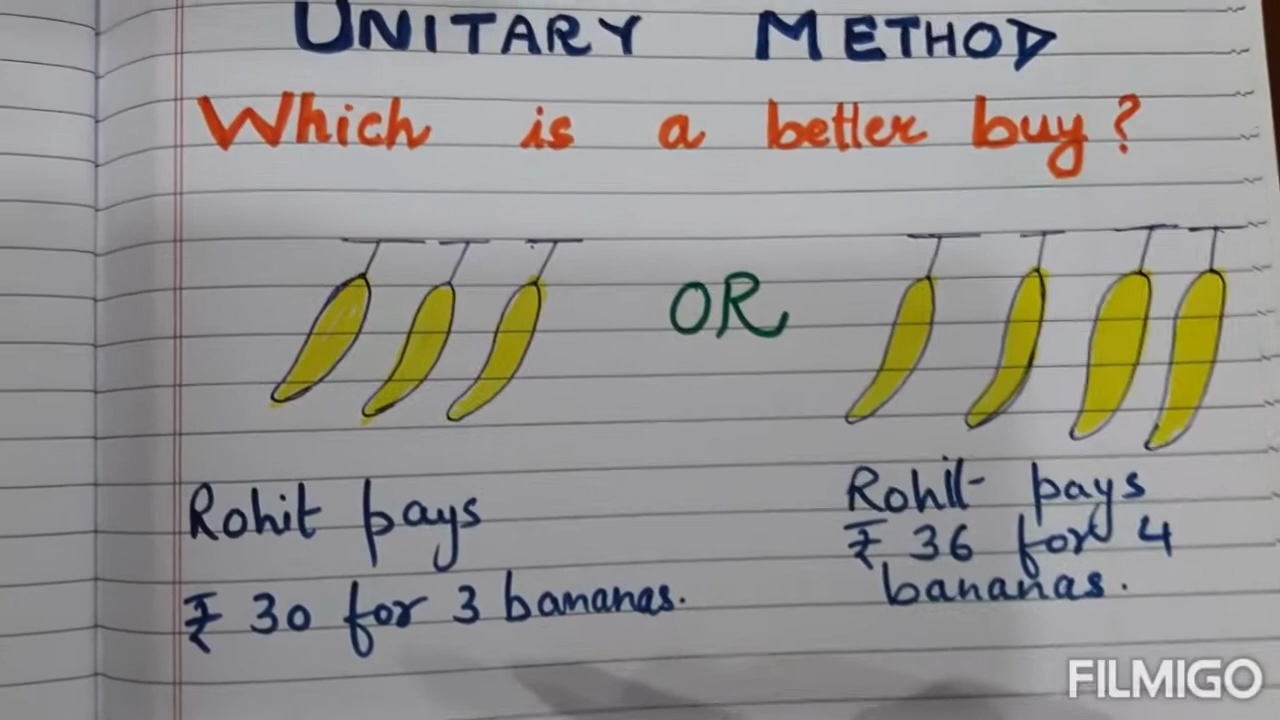 UNITARY METHOD
Which is a better buy?
OR
Rohit pays
₹ 30 for 3 bananas.
Rohit pays
₹ 36 for 4
bananas.
FILMIGO